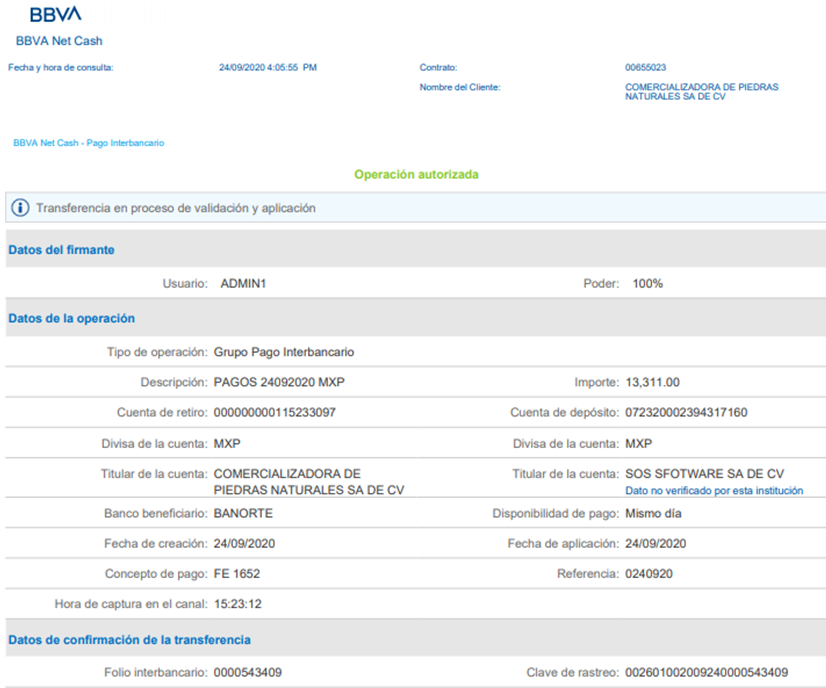 BBVA
BBVA Net Cash
Fecha y hora de consulta: 24/09/2020 4:05:55 PM Contrato: 00655023
Nombre del Cliente: COMERCIALIZADORA DE PIEDRAS
NATURALES SA DE CV
BBVA Net Cash - Pago Interbancario
Operación autorizada
Transferencia en proceso de validación y aplicación
Datos del firmante
Usuario: ADMIN1 Poder: 100%
Datos de la operación
Tipo de operación: Grupo Pago Interbancario
Descripción: PAGOS 24092020 MXP Importe: 13,311.00
Cuenta de retiro: 000000000115233097 Cuenta de depósito: 072320002394317160
Divisa de la cuenta: MXP Divisa de la cuenta: MXP
Titular de la cuenta: COMERCIALIZADORA DE Titular de la cuenta: SOS SFOTWARE SA DE CV
PIEDRAS NATURALES SA DE CV Dato no verificado por esta institución
Banco beneficiario: BANORTE Disponibilidad de pago: Mismo día
Fecha de creación: 24/09/2020 Fecha de aplicación: 24/09/2020
Concepto de pago: FE 1652 Referencia: 0240920
Hora de captura en el canal: 15:23:12
Datos de confirmación de la transferencia
Folio interbancario: 0000543409 Clave de rastreo: 002601002009240000543409